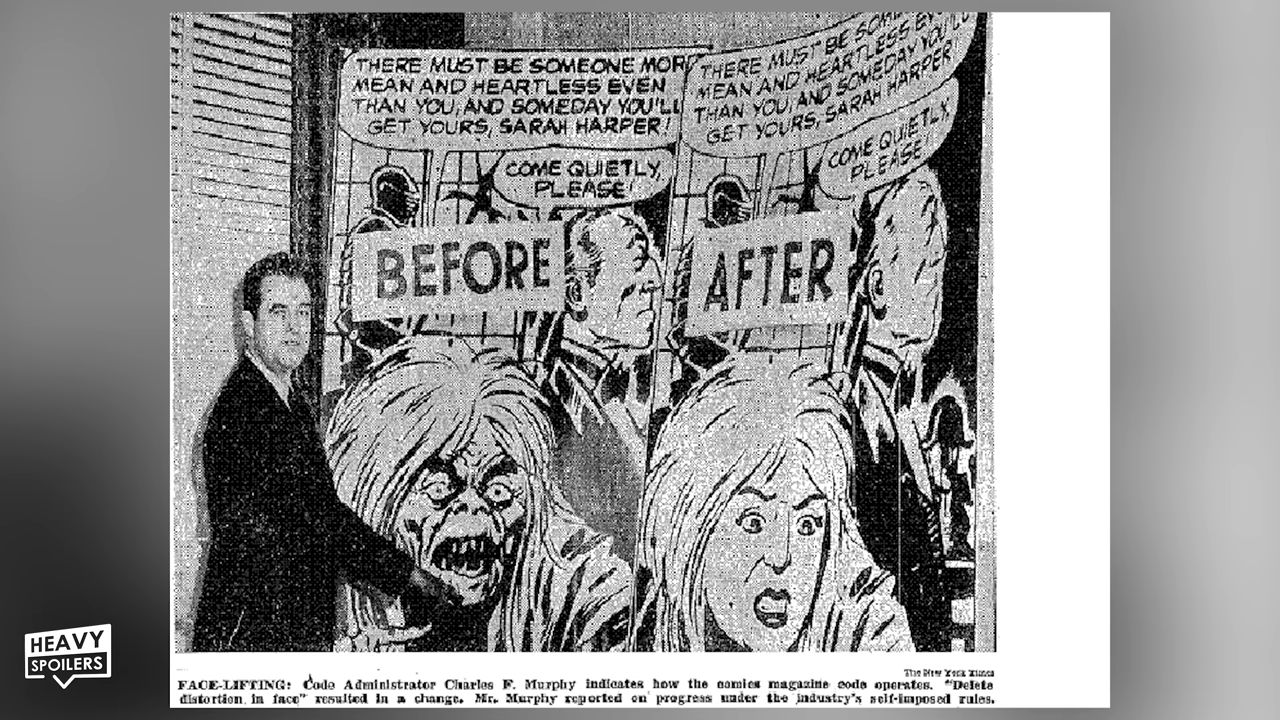 THERE MUST BE SOMEONE MORE
MEAN AND HEARTLESS EVEN
THAN YOU, AND SOMEDAY YOU'LL
GET YOURS, SARAH HARPER!
COME QUIETLY,
PLEASE!
BEFORE
THERE MUST BE SOMEONE
MEAN AND HEARTLESS EVEN
THAN YOU, AND SOMEDAY YOU'LL
GET YOURS, SARAH HARPER!
COME QUIETLY,
PLEASE!
AFTER
HEAVY
SPOILERS
The New York Times
FACE-LIFTING: Code Administrator Charles F. Murphy indicates how the comics magazine code operates. "Delete
distortion in face" resulted in a change. Mr. Murphy reported on progress under the industry's self-imposed rules.